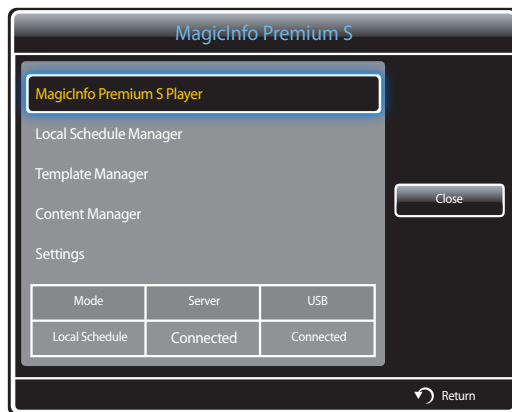 MagicInfo Premium S
MagicInfo Premium S Player
Local Schedule Manager
Template Manager
Close
Content Manager
Settings
Mode Server USB
Local Schedule Connected Connected
Return